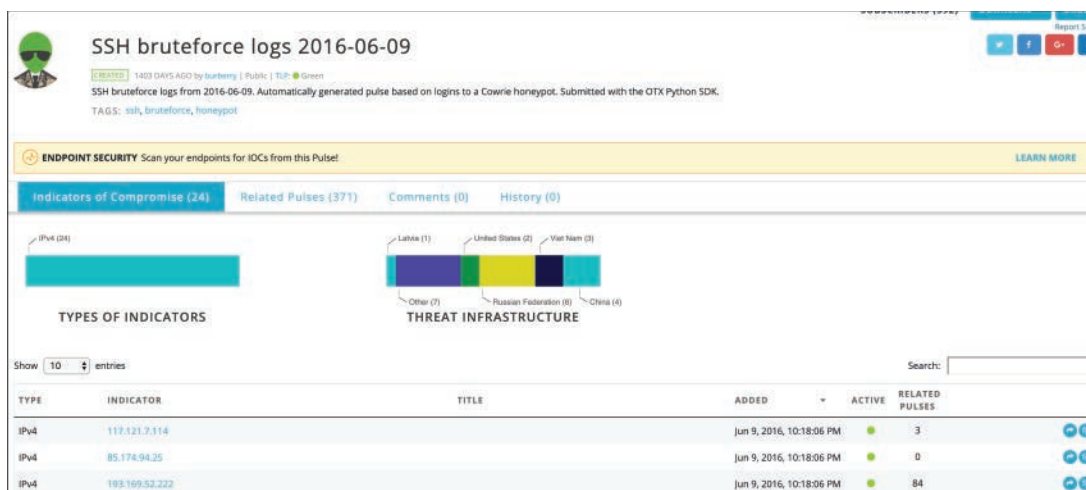 SSH bruteforce logs 2016-06-09
Report S
G+
CREATED 1403 DAYS AGO by burberry | Public | TLP: Green
SSH bruteforce logs from 2016-06-09. Automatically generated pulse based on logins to a Cowrie honeypot. Submitted with the OTX Python SDK.
TAGS: ssh, bruteforce, honeypot
ENDPOINT SECURITY Scan your endpoints for IOCs from this Pulse! LEARN MORE
Indicators of Compromise (24) Related Pulses (371) Comments (0) History (0)
IPv4 (24) Latvia (1) United States (2) Viet Nam (3)
Other (7) Russian Federation (6) China (4)
TYPES OF INDICATORS THREAT INFRASTRUCTURE
Show 10 entries Search:
TYPE INDICATOR TITLE ADDED ACTIVE RELATED PULSES
IPv4 117.121.7.114 Jun 9, 2016, 10:18:06 PM 3
IPv4 85.174.94.25 Jun 9, 2016, 10:18:06 PM 0
IPv4 193.169.52.222 Jun 9, 2016, 10:18:06 PM 84